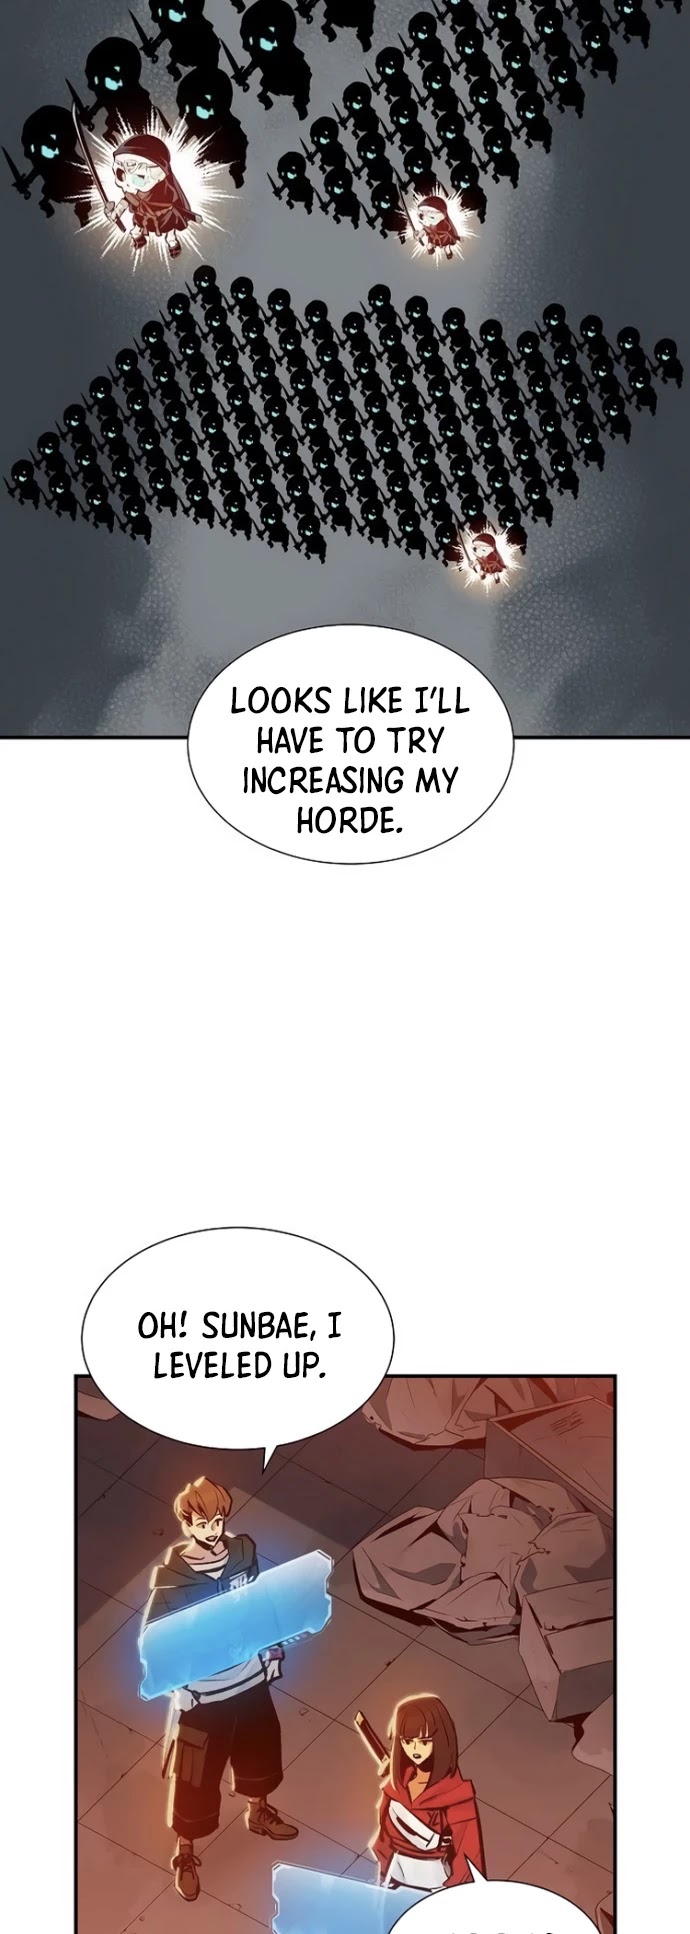 LOOKS LIKE I'LL
HAVE TO TRY
INCREASING MY
HORDE.
OH! SUNBAE, I
LEVELED UP.